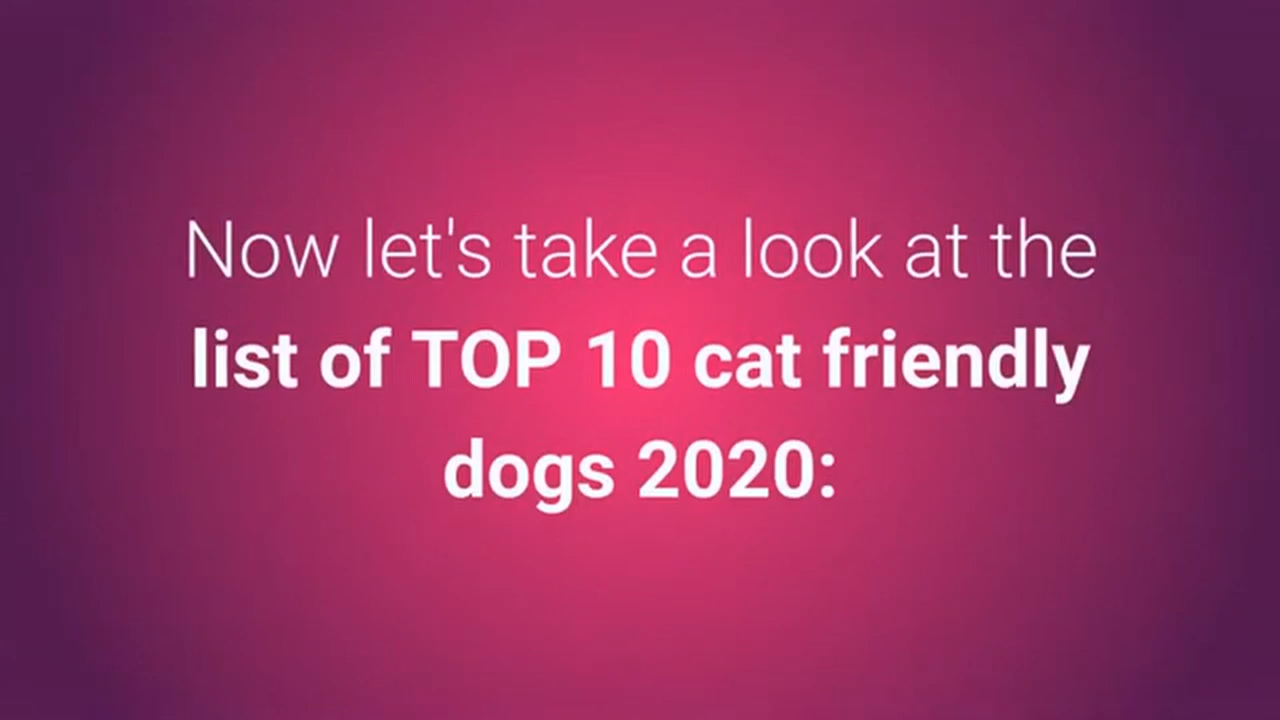 Now let's take a look at the
list of TOP 10 cat friendly
dogs 2020: